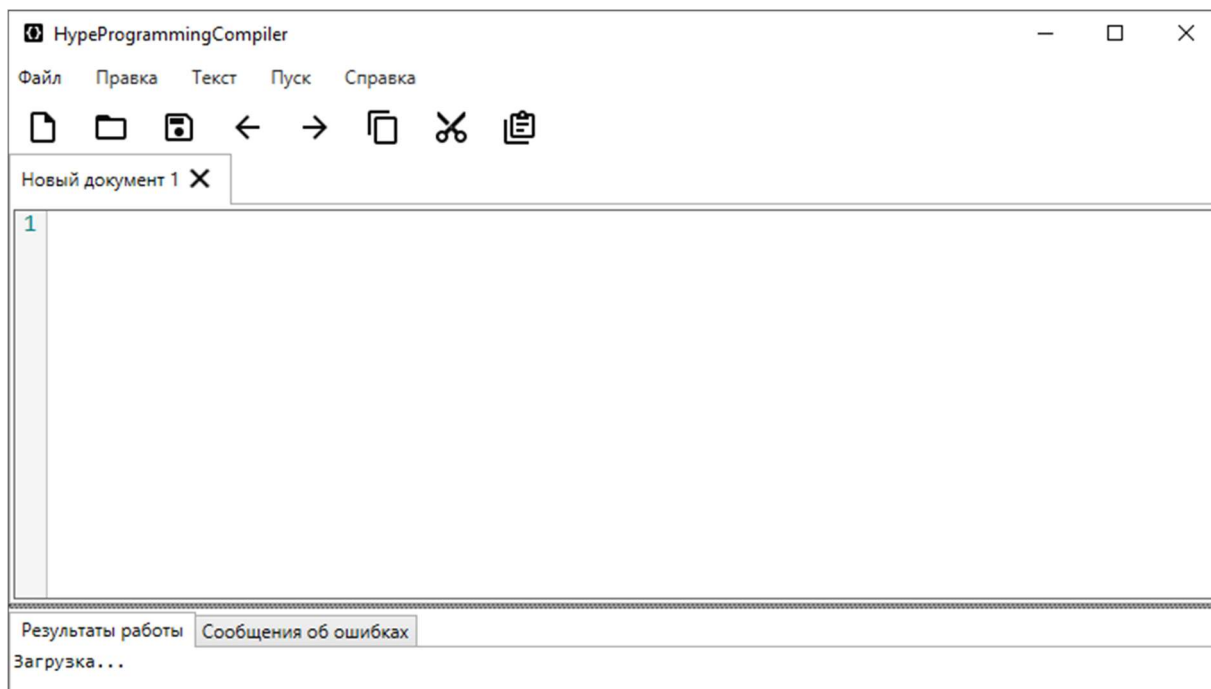 HypeProgrammingCompiler
Файл Правка Текст Пуск Справка
Новый документ 1
1
Результаты работы Сообщения об ошибках
Загрузка...